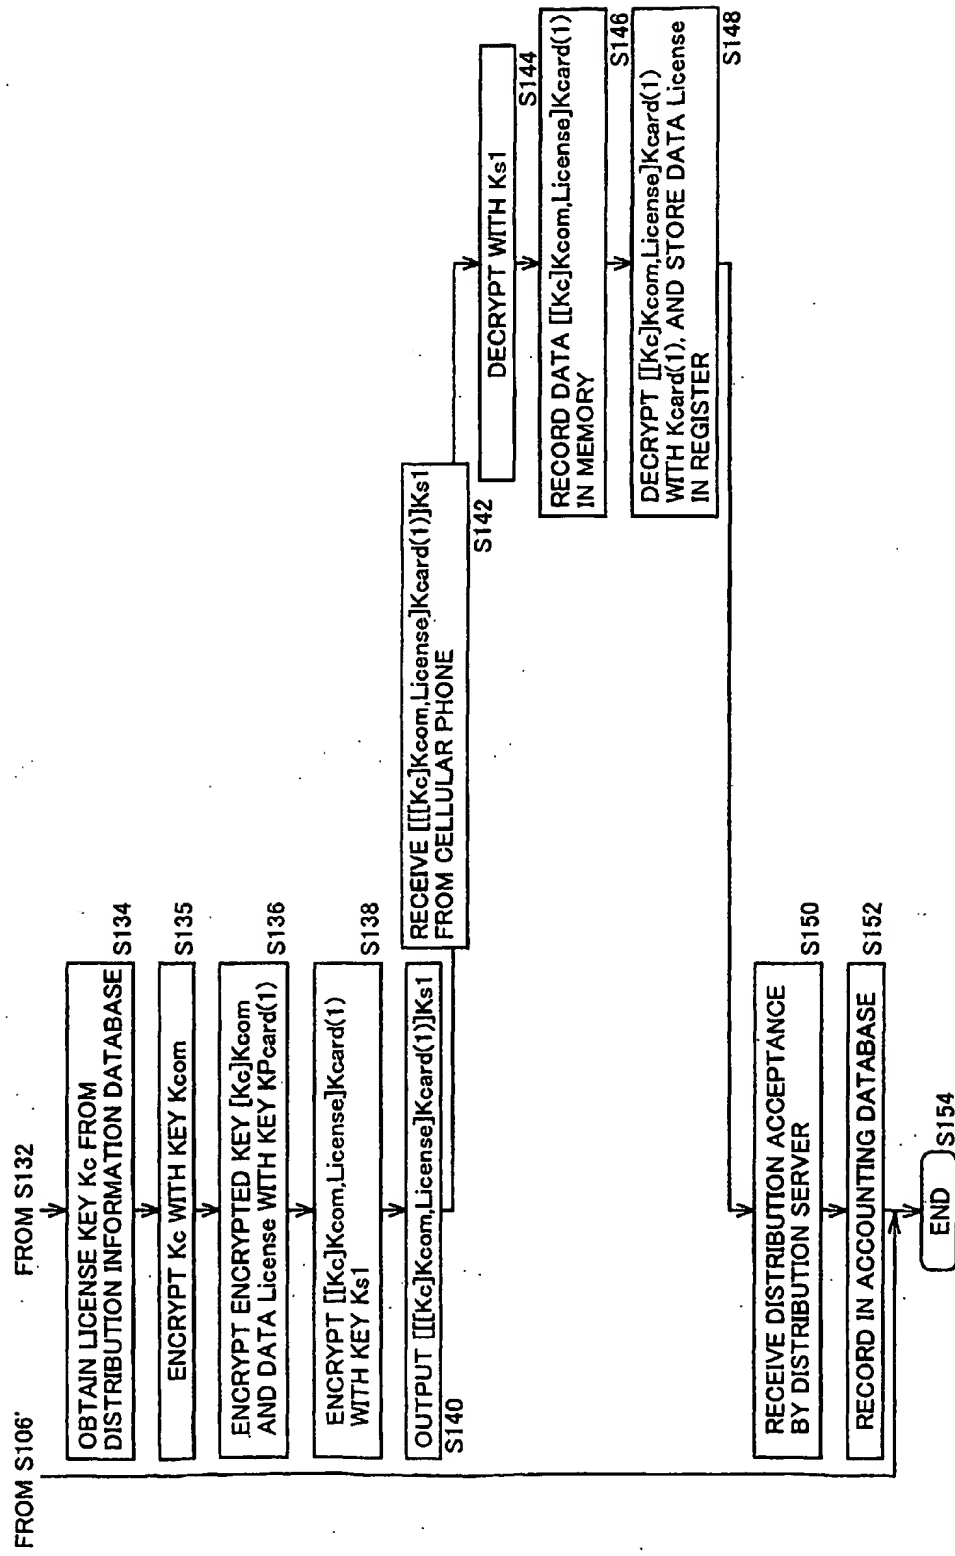 FROM S106'
FROM S132
OBTAIN LICENSE KEY Kc FROM
DISTRIBUTION INFORMATION DATABASE
S134
ENCRYPT Kc WITH KEY Kcom
S135
ENCRYPT ENCRYPTED KEY [Kc]Kcom
AND DATA License WITH KEY KPcard(1)
S136
ENCRYPT [[Kc]Kcom,License]Kcard(1)
WITH KEY Ks1
S138
OUTPUT [[[Kc]Kcom,License]Kcard(1)]Ks1
S140
RECEIVE [[[Kc]Kcom,License]Kcard(1)]Ks1
FROM CELLULAR PHONE
S142
DECRYPT WITH Ks1
S144
RECORD DATA [[Kc]Kcom,License]Kcard(1)
IN MEMORY
S146
DECRYPT [[Kc]Kcom,License]Kcard(1)
WITH Kcard(1), AND STORE DATA License
IN REGISTER
S148
RECEIVE DISTRIBUTION ACCEPTANCE
BY DISTRIBUTION SERVER
S150
RECORD IN ACCOUNTING DATABASE
S152
END
S154